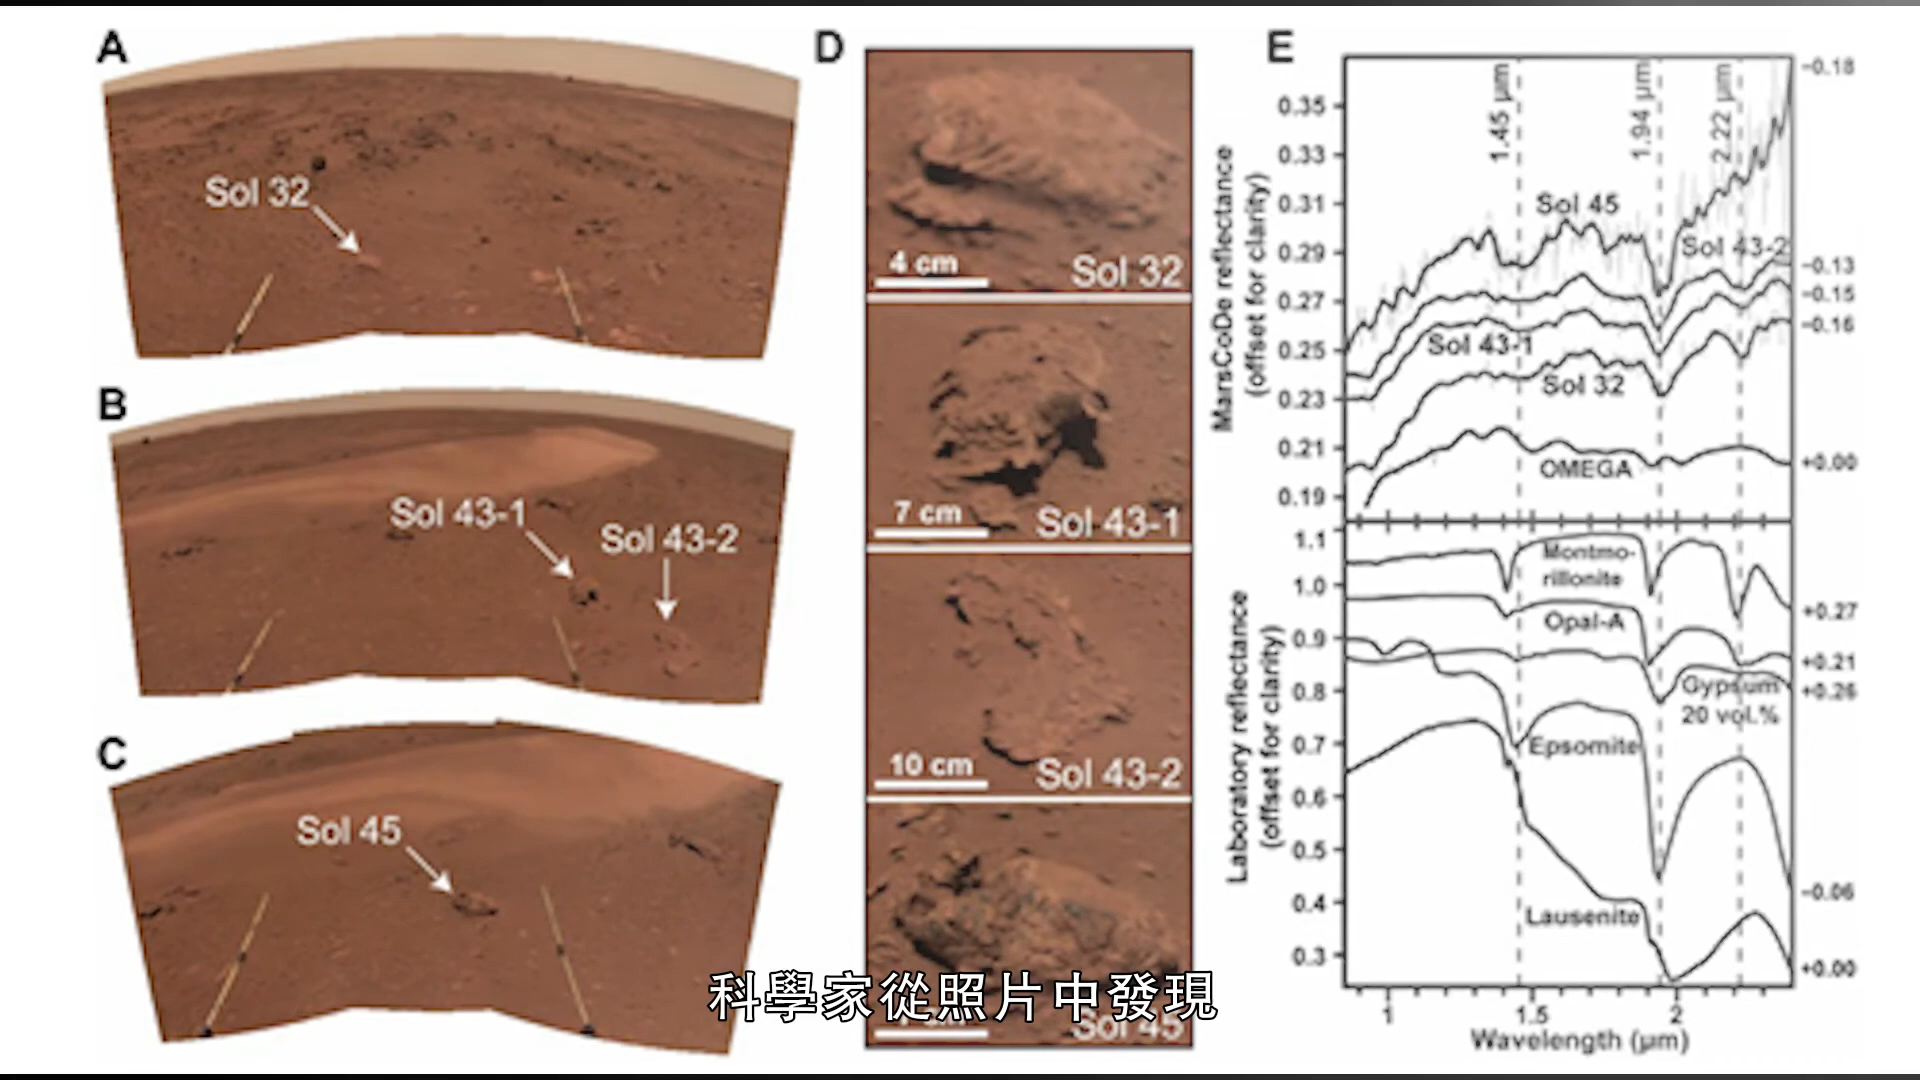 A
Sol 32
B
Sol 43-1
Sol 43-2
C
Sol 45
D
4 cm
Sol 32
7 cm
Sol 43-1
10 cm
Sol 43-2
Sol 45
E
MarsCoDe reflectance
(offset for clarity)
0.35
0.33
0.31
0.29
0.27
0.25
0.23
0.21
0.19
1.45 µm
1.94 µm
2.22 µm
Sol 45
Sol 43-2
Sol 43-1
Sol 32
OMEGA
−0.18
−0.13
−0.15
−0.16
+0.00
Laboratory reflectance
(offset for clarity)
1.1
1.0
0.9
0.8
0.7
0.6
0.5
0.4
0.3
Montmo-
rillonite
Opal-A
Gypsum
20 vol.%
Epsomite
Lausenite
+0.27
+0.21
+0.26
−0.06
+0.00
1
1.5
2
Wavelength (µm)
科學家從照片中發現